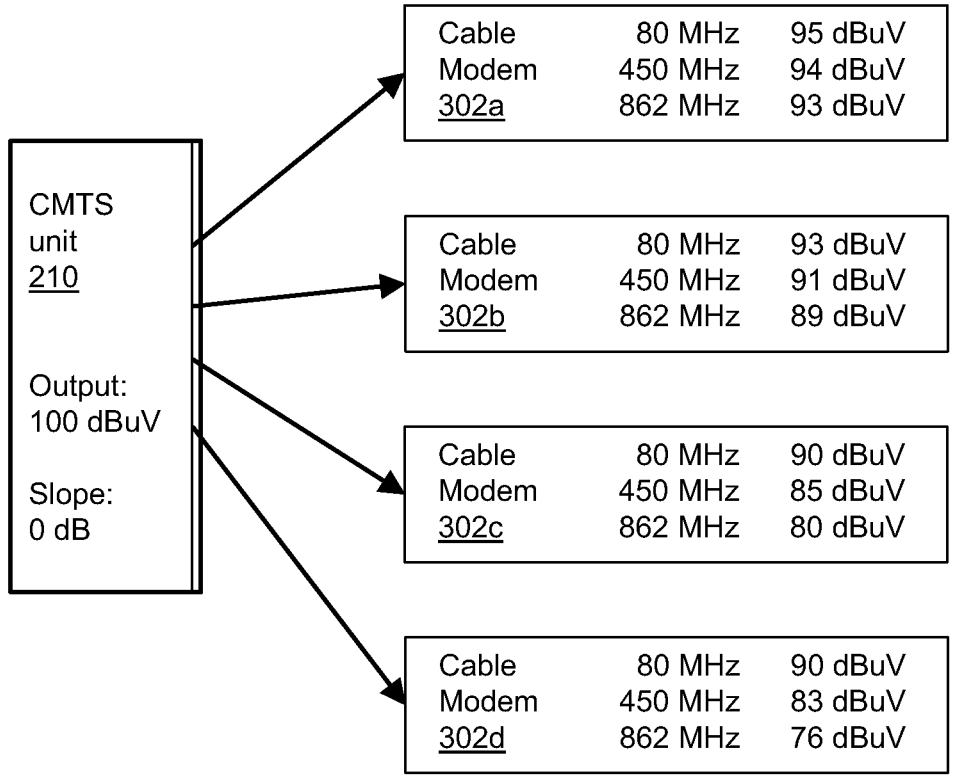 CMTS
unit
210
Output:
100 dBuV
Slope:
0 dB
Cable 80 MHz 95 dBuV
Modem 450 MHz 94 dBuV
302a 862 MHz 93 dBuV
Cable 80 MHz 93 dBuV
Modem 450 MHz 91 dBuV
302b 862 MHz 89 dBuV
Cable 80 MHz 90 dBuV
Modem 450 MHz 85 dBuV
302c 862 MHz 80 dBuV
Cable 80 MHz 90 dBuV
Modem 450 MHz 83 dBuV
302d 862 MHz 76 dBuV